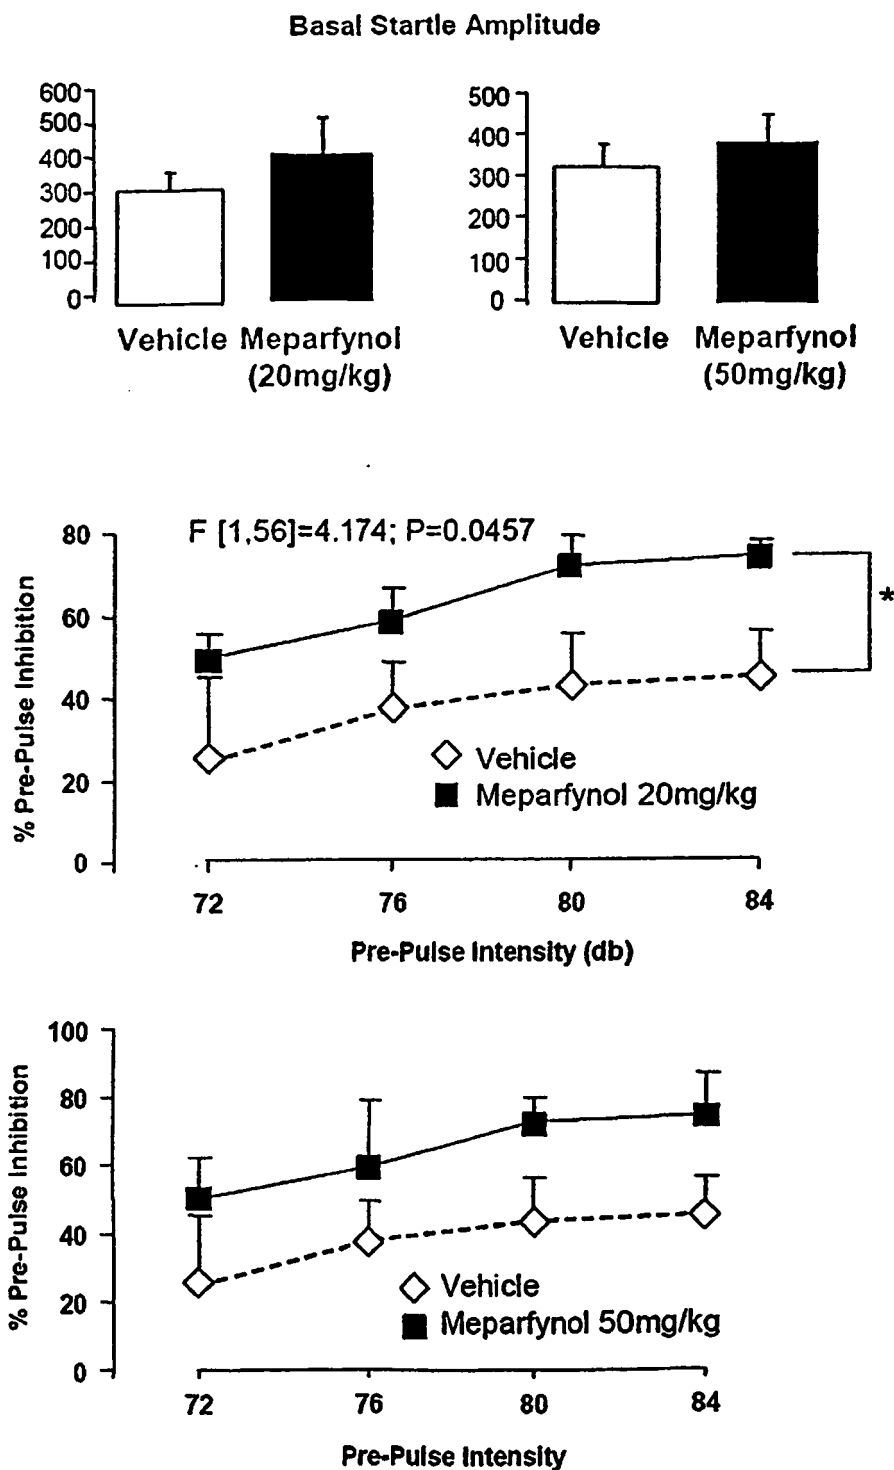 Basal Startle Amplitude
600
500
400
300
200
100
0
Vehicle Meparfynol
(20mg/kg)
500
400
300
200
100
0
Vehicle Meparfynol
(50mg/kg)
% Pre-Pulse Inhibition
80
60
40
20
0
F [1,56]=4.174; P=0.0457
*
Vehicle
Meparfynol 20mg/kg
72 76 80 84
Pre-Pulse Intensity (db)
% Pre-Pulse Inhibition
100
80
60
40
20
0
Vehicle
Meparfynol 50mg/kg
72 76 80 84
Pre-Pulse Intensity